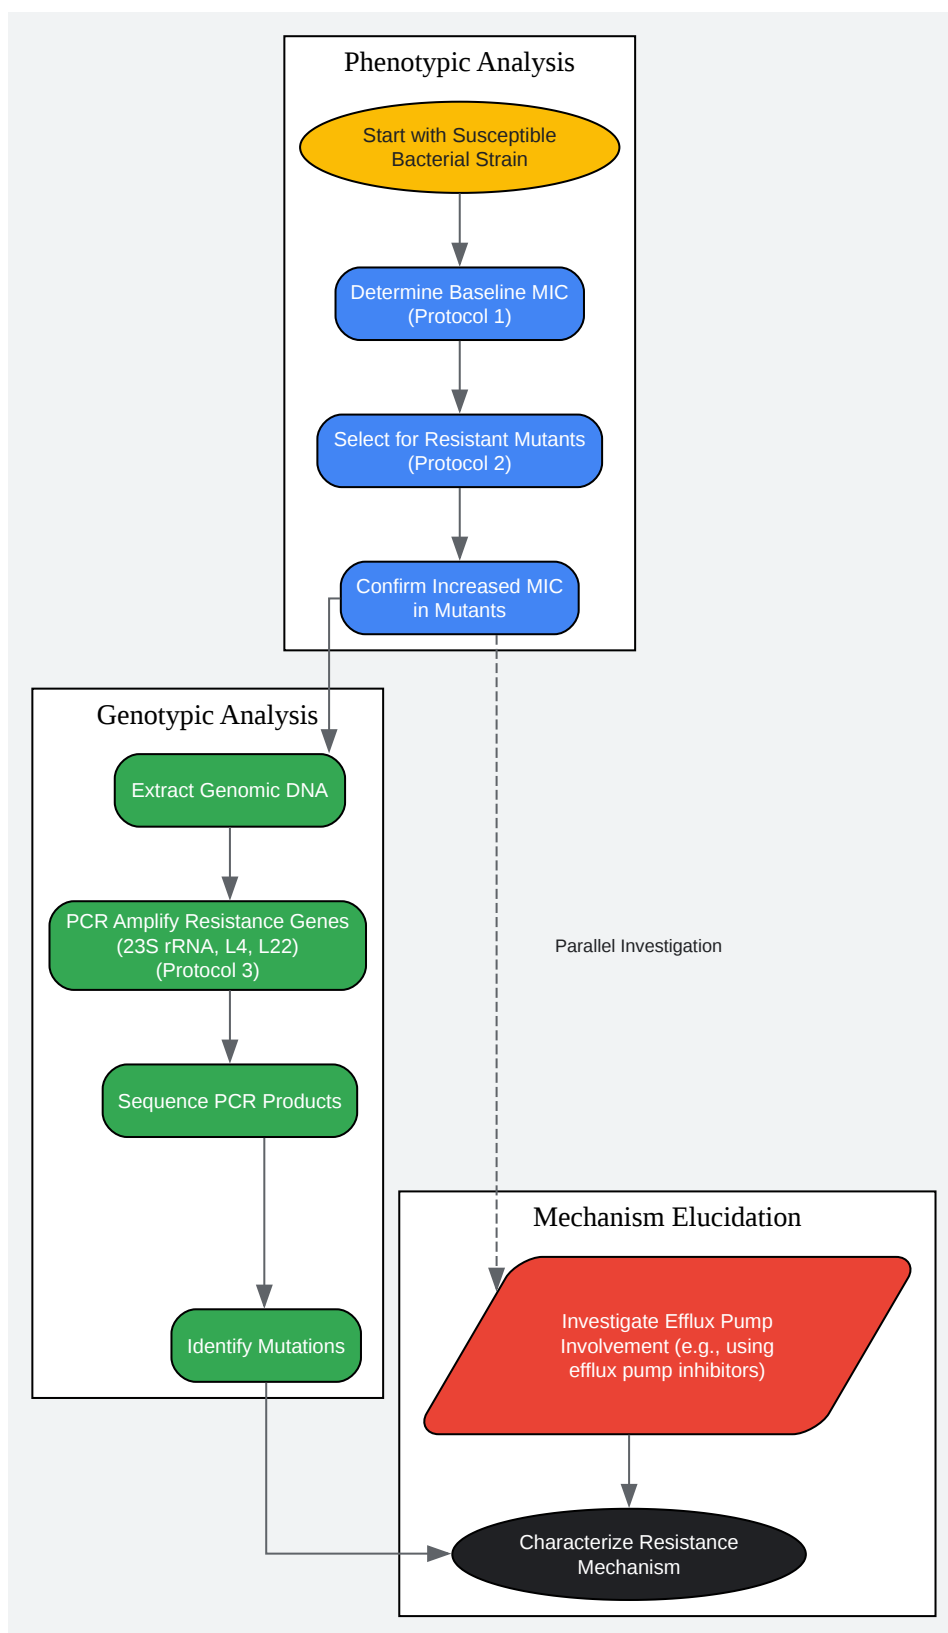 Phenotypic Analysis
Start with Susceptible
Bacterial Strain
Determine Baseline MIC
(Protocol 1)
Select for Resistant Mutants
(Protocol 2)
Confirm Increased MIC
in Mutants
Genotypic Analysis
Extract Genomic DNA
PCR Amplify Resistance Genes
(23S rRNA, L4, L22)
(Protocol 3)
Parallel Investigation
Sequence PCR Products
Identify Mutations
Mechanism Elucidation
Investigate Efflux Pump
Involvement (e.g., using
efflux pump inhibitors)
Characterize Resistance
Mechanism